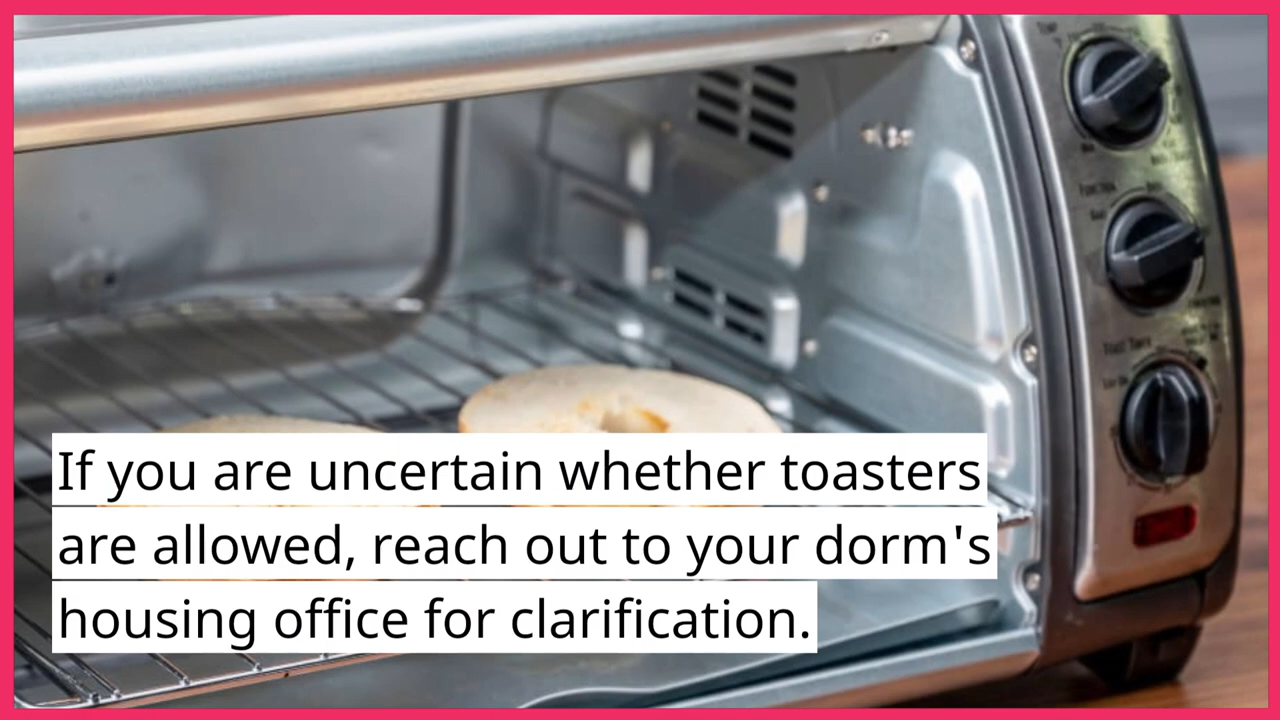 If you are uncertain whether toasters
are allowed, reach out to your dorm's
housing office for clarification.